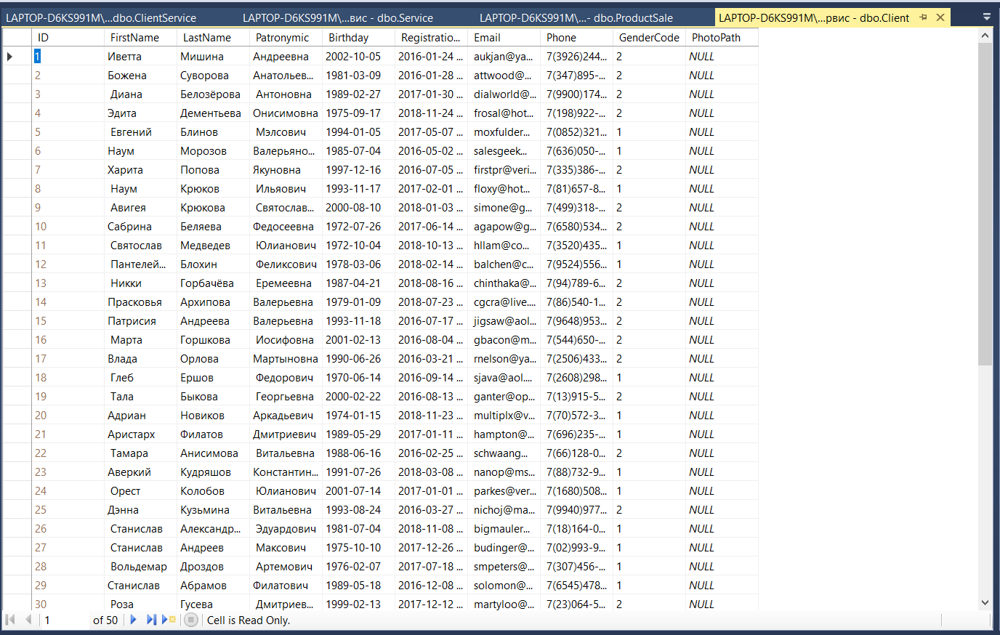 LAPTOP-D6KS991M\...dbo.ClientService LAPTOP-D6KS991M\...вис - dbo.Service LAPTOP-D6KS991M\...- dbo.ProductSale LAPTOP-D6KS991M\...рвис - dbo.Client
ID FirstName LastName Patronymic Birthday Registratio... Email Phone GenderCode PhotoPath
1 Иветта Мишина Андреевна 2002-10-05 2016-01-24 ... aukjan@ya... 7(3926)244... 2 NULL
2 Божена Суворова Анатольев... 1981-03-09 2016-01-28 ... attwood@... 7(347)895-... 2 NULL
3 Диана Белозёрова Антоновна 1989-02-27 2017-01-30 ... dialworld@... 7(9900)174... 2 NULL
4 Эдита Дементьева Онисимовна 1975-09-17 2018-11-24 ... frosal@hot... 7(198)922-... 2 NULL
5 Евгений Блинов Мэлсович 1994-01-05 2017-05-07 ... moxfulder... 7(0852)321... 1 NULL
6 Наум Морозов Валерьяно... 1985-07-04 2016-05-02 ... salesgeek... 7(636)050-... 1 NULL
7 Харита Попова Якуновна 1997-12-16 2016-07-05 ... firstpr@veri... 7(335)386-... 2 NULL
8 Наум Крюков Ильяович 1993-11-17 2017-02-01 ... floxy@hot... 7(81)657-8... 1 NULL
9 Авигея Крюкова Святослав... 2000-08-10 2018-01-03 ... simone@g... 7(499)318-... 2 NULL
10 Сабрина Беляева Федосеевна 1972-07-26 2017-06-14 ... agapow@g... 7(6580)534... 2 NULL
11 Святослав Медведев Юлианович 1972-10-04 2018-10-13 ... hllam@co... 7(3520)435... 1 NULL
12 Пантелей... Блохин Феликсович 1978-03-06 2018-02-14 ... balchen@c... 7(9524)556... 1 NULL
13 Никки Горбачёва Еремеевна 1987-04-21 2018-08-16 ... chinthaka@... 7(94)789-6... 2 NULL
14 Прасковья Архипова Валерьевна 1979-01-09 2018-07-23 ... cgcra@live.... 7(86)540-1... 2 NULL
15 Патрисия Андреева Валерьевна 1993-11-18 2016-07-17 ... jigsaw@aol... 7(9648)953... 2 NULL
16 Марта Горшкова Иосифовна 2001-02-13 2016-08-04 ... gbacon@m... 7(544)650-... 2 NULL
17 Влада Орлова Мартыновна 1990-06-26 2016-03-21 ... rnelson@ya... 7(2506)433... 2 NULL
18 Глеб Ершов Федорович 1970-06-14 2016-09-14 ... sjava@aol.... 7(2608)298... 1 NULL
19 Тала Быкова Георгьевна 2000-02-22 2016-08-13 ... ganter@op... 7(13)915-5... 2 NULL
20 Адриан Новиков Аркадьевич 1974-01-15 2018-11-23 ... multiplx@v... 7(70)572-3... 1 NULL
21 Аристарх Филатов Дмитриевич 1989-05-29 2017-01-11 ... hampton@... 7(696)235-... 1 NULL
22 Тамара Анисимова Витальевна 1988-06-16 2016-02-25 ... schwaang... 7(66)128-0... 2 NULL
23 Аверкий Кудряшов Константин... 1991-07-26 2018-03-08 ... nanop@ms... 7(88)732-9... 1 NULL
24 Орест Колобов Юлианович 2001-07-14 2017-01-01 ... parkes@ver... 7(1680)508... 1 NULL
25 Дэнна Кузьмина Витальевна 1993-08-24 2016-03-27 ... nichoj@ma... 7(9940)977... 2 NULL
26 Станислав Александр... Эдуардович 1981-07-04 2018-11-08 ... bigmauler... 7(18)164-0... 1 NULL
27 Станислав Андреев Максович 1975-10-10 2017-12-26 ... budinger@... 7(02)993-9... 1 NULL
28 Вольдемар Дроздов Артемович 1976-02-07 2017-07-18 ... smpeters@... 7(307)456-... 1 NULL
29 Станислав Абрамов Филатович 1989-05-18 2016-12-08 ... solomon@... 7(6545)478... 1 NULL
30 Роза Гусева Дмитриев... 1999-02-13 2017-12-12 ... martyloo@... 7(23)064-5... 2 NULL
1 of 50 Cell is Read Only.